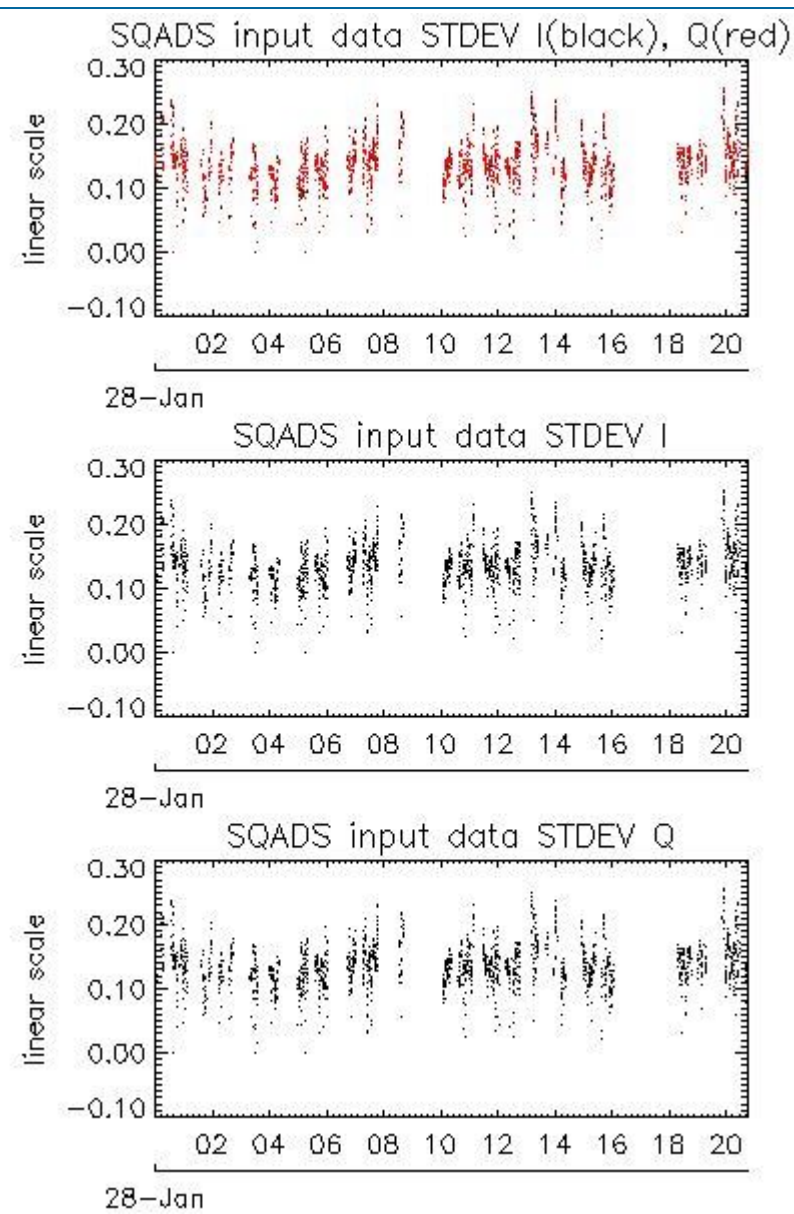 SQADS input data STDEV I(black), Q(red)
0.30
0.20
0.10
0.00
−0.10
linear scale
02 04 06 08 10 12 14 16 18 20
28−Jan
SQADS input data STDEV I
0.30
0.20
0.10
0.00
−0.10
linear scale
02 04 06 08 10 12 14 16 18 20
28−Jan
SQADS input data STDEV Q
0.30
0.20
0.10
0.00
−0.10
linear scale
02 04 06 08 10 12 14 16 18 20
28−Jan